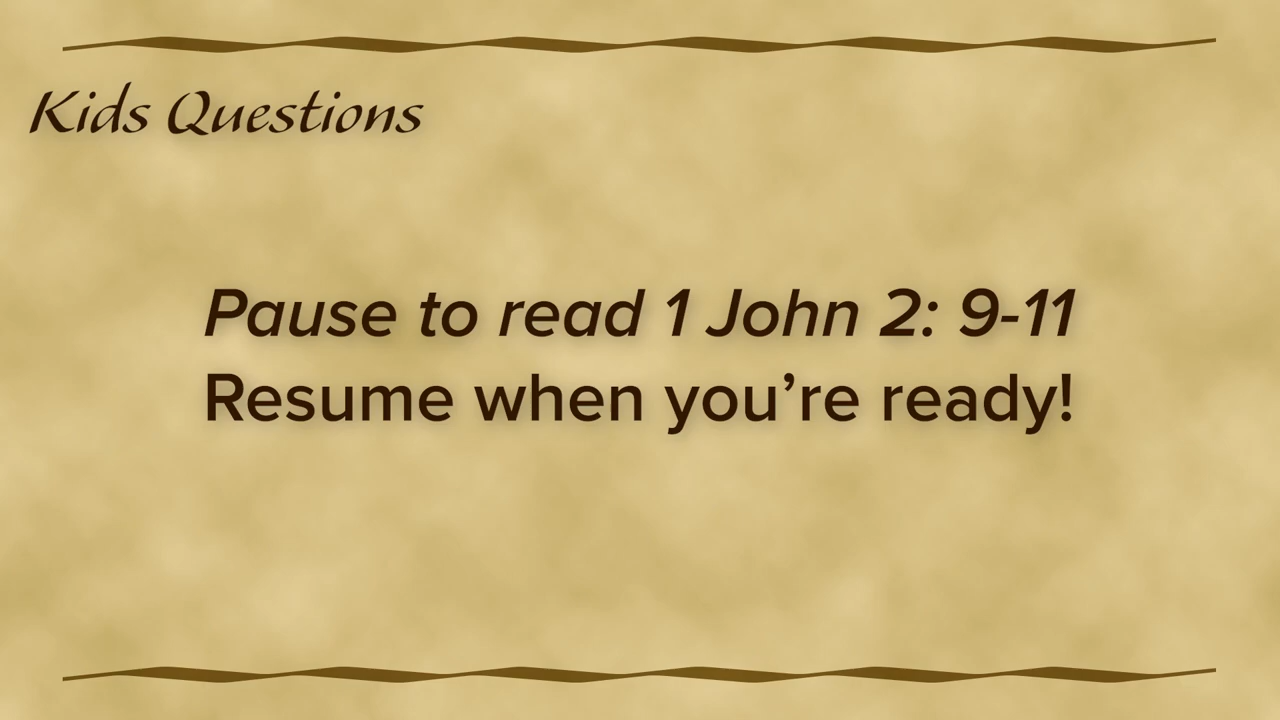 Kids Questions
Pause to read 1 John 2: 9-11
Resume when you’re ready!